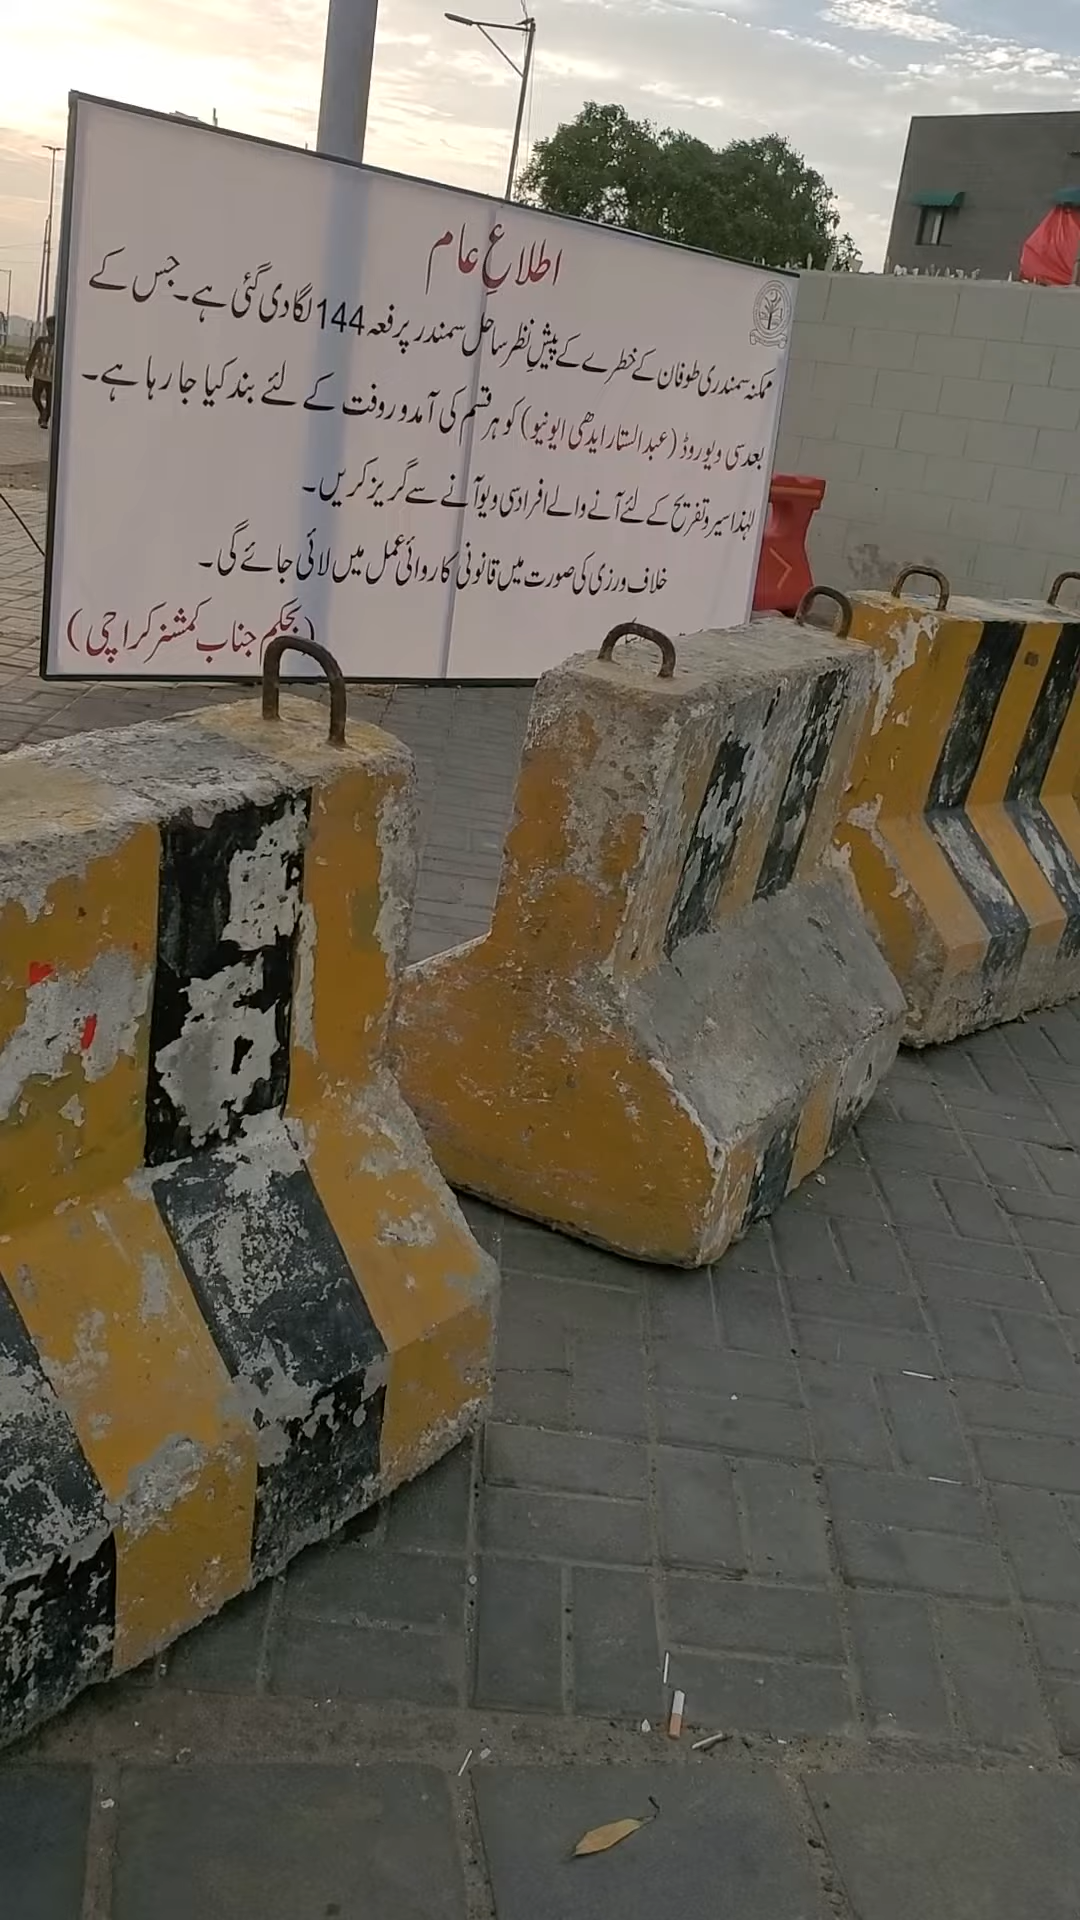 اطلاعِ عام
ممکنہ سمندری طوفان کے خطرے کے پیشِ نظر ساحل سمندر پر فعہ 144 لگا دی گئی ہے۔ جس کے
بعد سی ویو روڈ (عبدالستار ایدھی ایونیو) کو ہر قسم کی آمدو روفت کے لئے بند کیا جا رہا ہے۔
لہٰذا سیر و تفریح کے لئے آنے والے افراد سی ویو آنے سے گریز کریں۔
خلاف ورزی کی صورت میں قانونی کاروائی عمل میں لائی جائے گی۔
(بحکم جناب کمشنر کراچی)